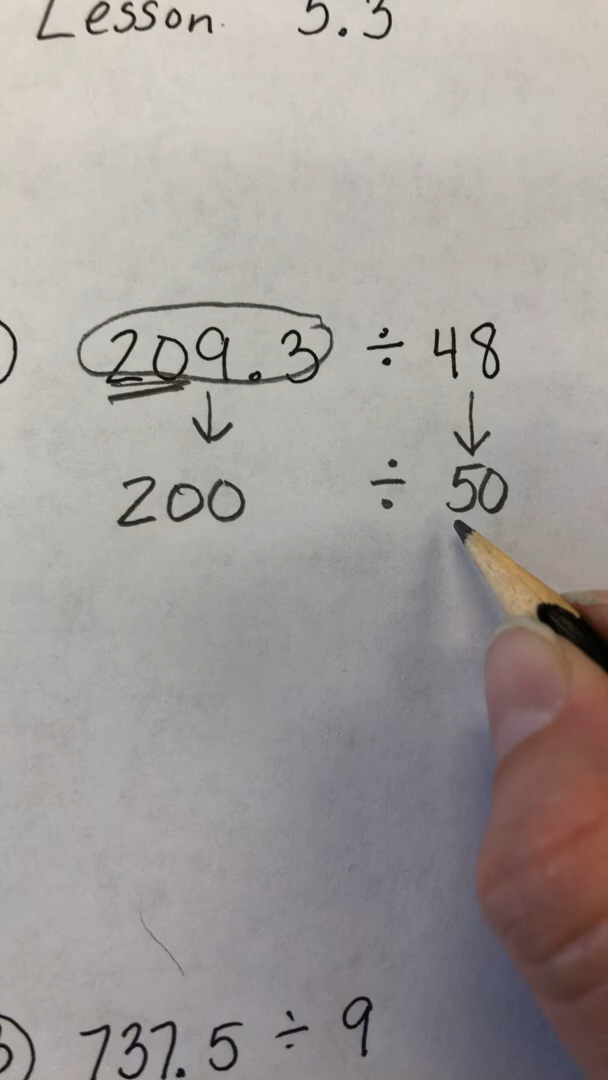 Lesson 5.3
209.3 ÷ 48
↓ ↓
200 ÷ 50
737.5 ÷ 9